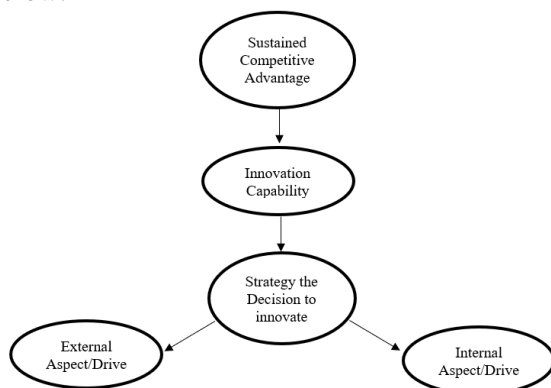 Sustained
Competitive
Advantage
Innovation
Capability
Strategy the
Decision to
innovate
External
Aspect/Drive
Internal
Aspect/Drive